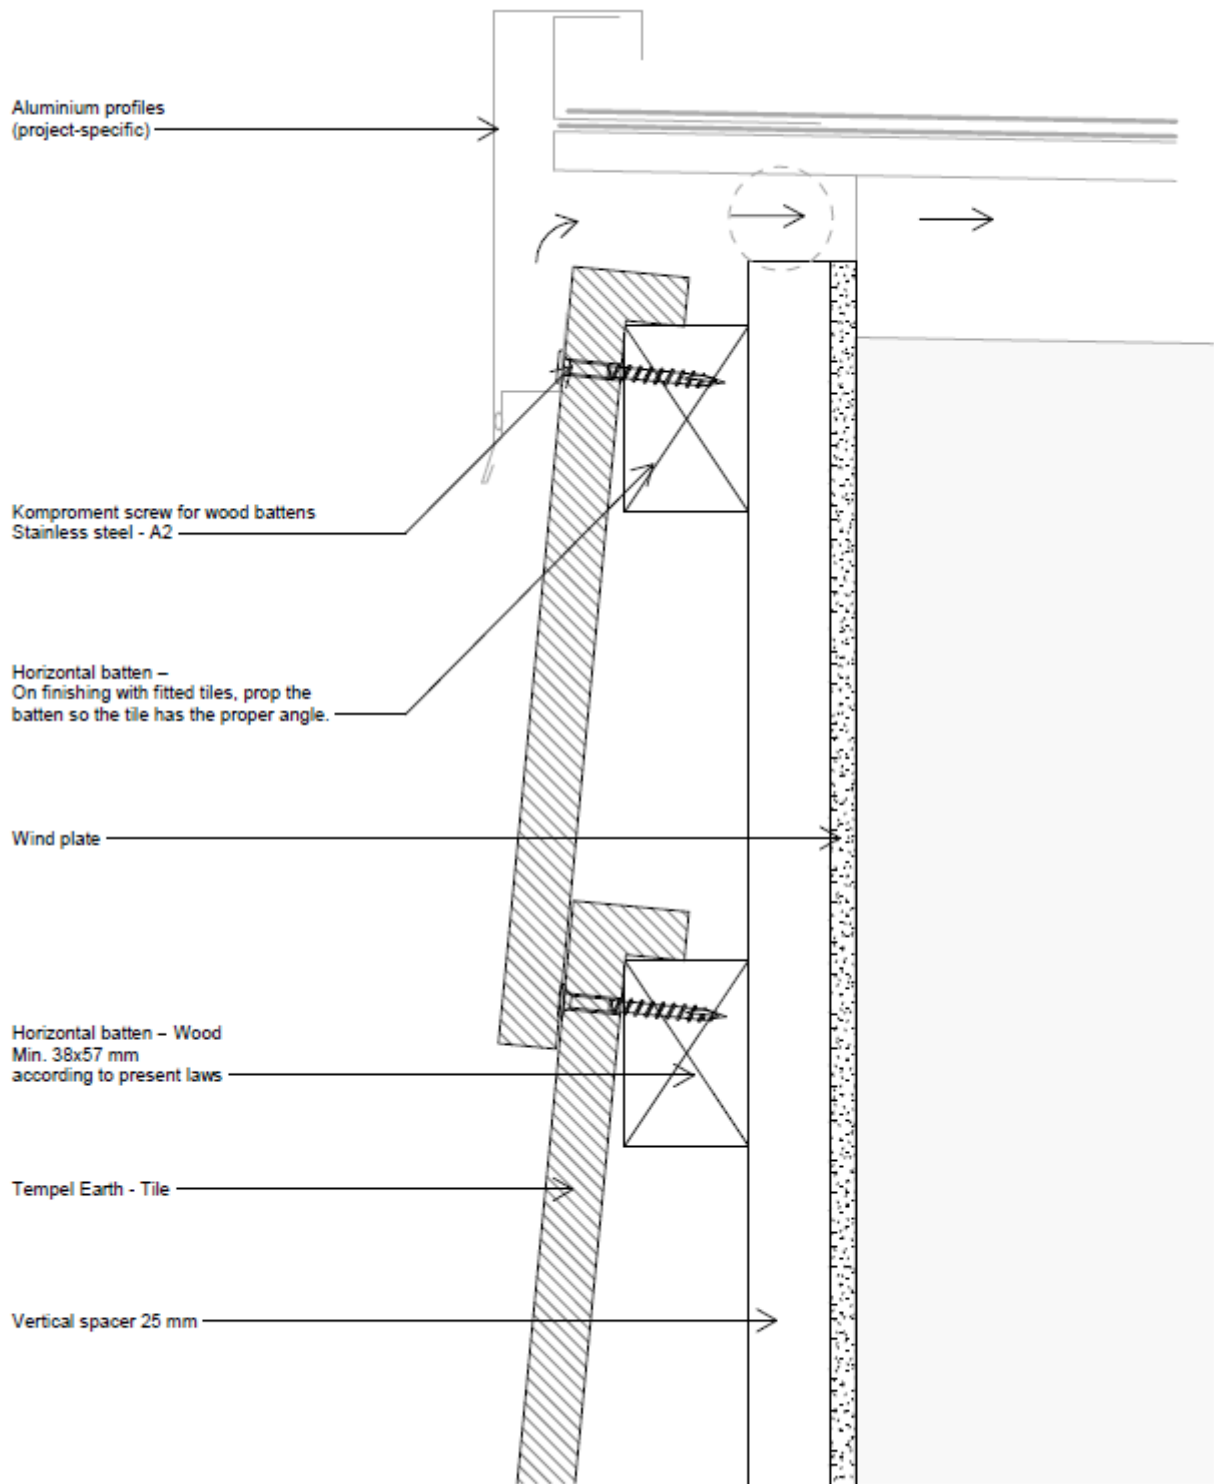 Aluminium profiles
(project-specific)
Komproment screw for wood battens
Stainless steel - A2
Horizontal batten –
On finishing with fitted tiles, prop the
batten so the tile has the proper angle.
Wind plate
Horizontal batten – Wood
Min. 38x57 mm
according to present laws
Tempel Earth - Tile
Vertical spacer 25 mm